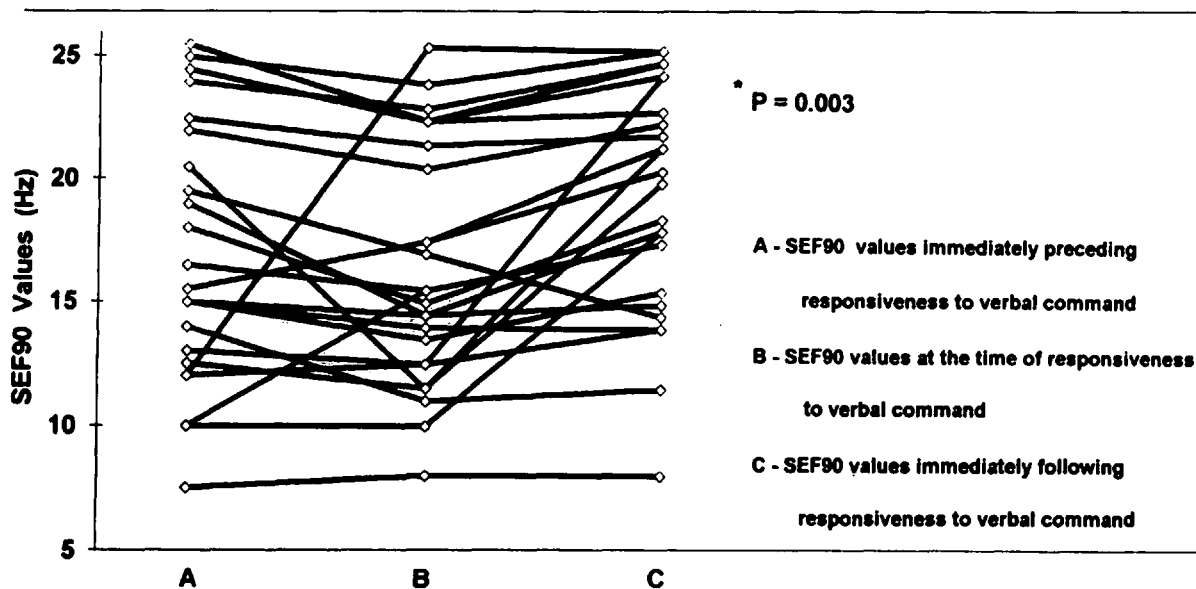 25
20
15
10
5
SEF90 Values (Hz)
A
B
C
* P = 0.003
A - SEF90 values immediately preceding
responsiveness to verbal command
B - SEF90 values at the time of responsiveness
to verbal command
C - SEF90 values immediately following
responsiveness to verbal command